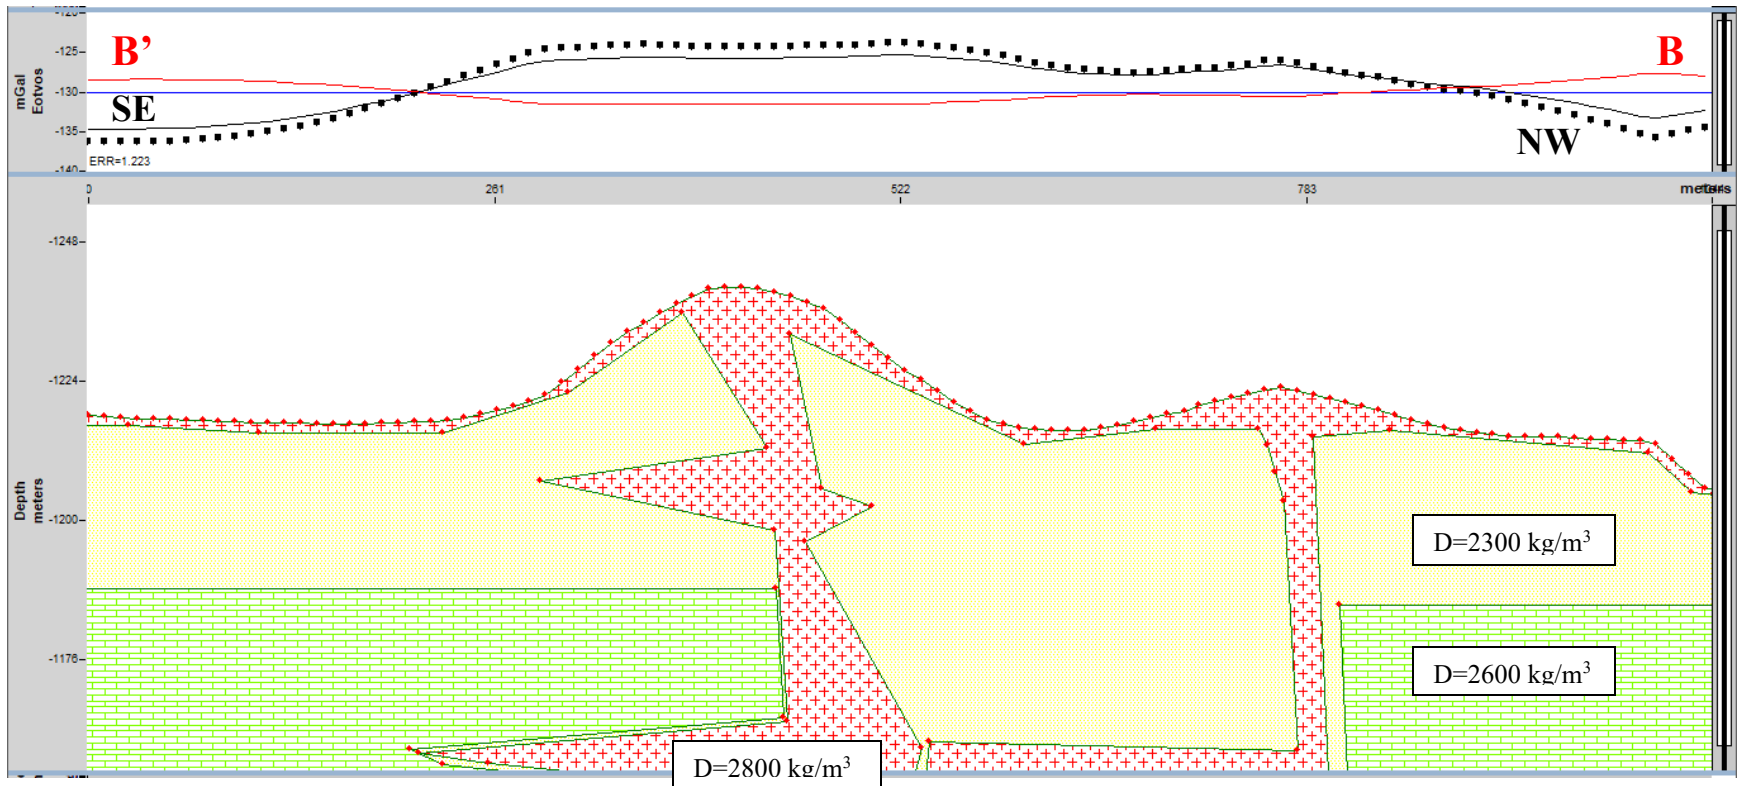 mGal
Eotvos
-125
-130
-135
-140
B’
SE
B
NW
ERR=1.223
0
261
522
783
meters
Depth
meters
-1248
-1224
-1200
-1176
D=2300 kg/m³
D=2600 kg/m³
D=2800 kg/m³